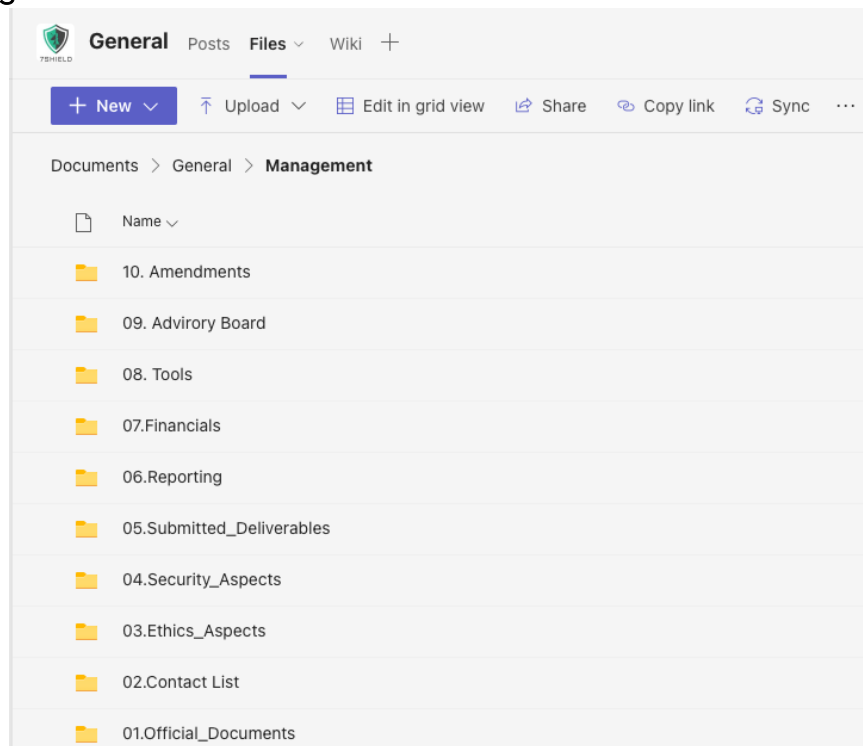 General Posts Files Wiki
7SHIELD
New Upload Edit in grid view Share Copy link Sync ...
Documents > General > Management
Name
10. Amendments
09. Advirory Board
08. Tools
07.Financials
06.Reporting
05.Submitted_Deliverables
04.Security_Aspects
03.Ethics_Aspects
02.Contact List
01.Official_Documents